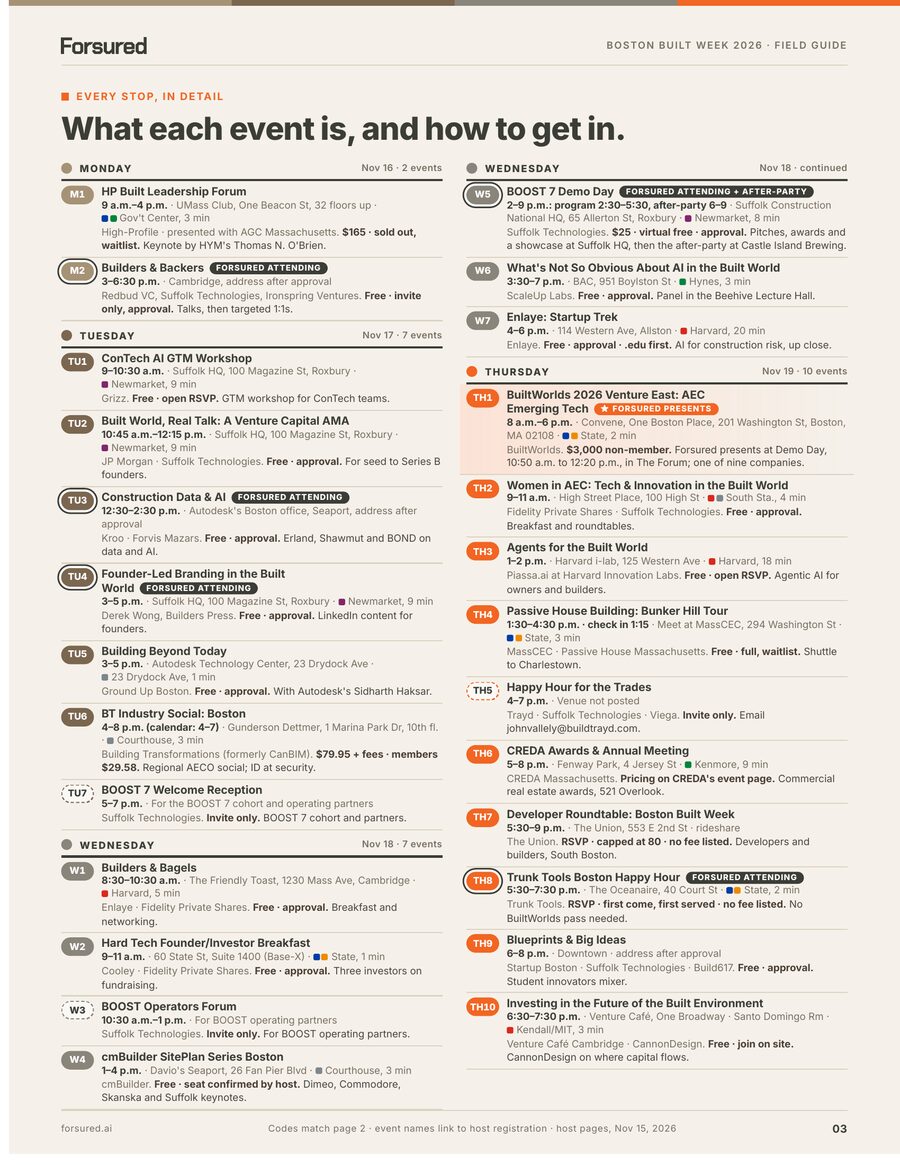 Forsured
BOSTON BUILT WEEK 2026 · FIELD GUIDE
EVERY STOP, IN DETAIL
What each event is, and how to get in.
MONDAY
Nov 16 · 2 events
M1
HP Built Leadership Forum
9 a.m.–4 p.m. · UMass Club, One Beacon St, 32 floors up ·
Gov't Center, 3 min
High-Profile · presented with AGC Massachusetts. $165 · sold out,
waitlist. Keynote by HYM's Thomas N. O'Brien.
M2
Builders & Backers FORSURED ATTENDING
3–6:30 p.m. · Cambridge, address after approval
Redbud VC, Suffolk Technologies, Ironspring Ventures. Free · invite
only, approval. Talks, then targeted 1:1s.
TUESDAY
Nov 17 · 7 events
TU1
ConTech AI GTM Workshop
9–10:30 a.m. · Suffolk HQ, 100 Magazine St, Roxbury ·
Newmarket, 9 min
Grizz. Free · open RSVP. GTM workshop for ConTech teams.
TU2
Built World, Real Talk: A Venture Capital AMA
10:45 a.m.–12:15 p.m. · Suffolk HQ, 100 Magazine St, Roxbury ·
Newmarket, 9 min
JP Morgan · Suffolk Technologies. Free · approval. For seed to Series B
founders.
TU3
Construction Data & AI FORSURED ATTENDING
12:30–2:30 p.m. · Autodesk's Boston office, Seaport, address after
approval
Kroo · Forvis Mazars. Free · approval. Erland, Shawmut and BOND on
data and AI.
TU4
Founder-Led Branding in the Built
World FORSURED ATTENDING
3–5 p.m. · Suffolk HQ, 100 Magazine St, Roxbury · Newmarket, 9 min
Derek Wong, Builders Press. Free · approval. LinkedIn content for
founders.
TU5
Building Beyond Today
3–5 p.m. · Autodesk Technology Center, 23 Drydock Ave ·
23 Drydock Ave, 1 min
Ground Up Boston. Free · approval. With Autodesk's Sidharth Haksar.
TU6
BT Industry Social: Boston
4–8 p.m. (calendar: 4–7) · Gunderson Dettmer, 1 Marina Park Dr, 10th fl.
· Courthouse, 3 min
Building Transformations (formerly CanBIM). $79.95 + fees · members
$29.58. Regional AECO social; ID at security.
TU7
BOOST 7 Welcome Reception
5–7 p.m. · For the BOOST 7 cohort and operating partners
Suffolk Technologies. Invite only. BOOST 7 cohort and partners.
WEDNESDAY
Nov 18 · 7 events
W1
Builders & Bagels
8:30–10:30 a.m. · The Friendly Toast, 1230 Mass Ave, Cambridge ·
Harvard, 5 min
Enlaye · Fidelity Private Shares. Free · approval. Breakfast and
networking.
W2
Hard Tech Founder/Investor Breakfast
9–11 a.m. · 60 State St, Suite 1400 (Base-X) · State, 1 min
Cooley · Fidelity Private Shares. Free · approval. Three investors on
fundraising.
W3
BOOST Operators Forum
10:30 a.m.–1 p.m. · For BOOST operating partners
Suffolk Technologies. Invite only. For BOOST operating partners.
W4
cmBuilder SitePlan Series Boston
1–4 p.m. · Davio's Seaport, 26 Fan Pier Blvd · Courthouse, 3 min
cmBuilder. Free · seat confirmed by host. Dimeo, Commodore,
Skanska and Suffolk keynotes.
WEDNESDAY
Nov 18 · continued
W5
BOOST 7 Demo Day FORSURED ATTENDING + AFTER-PARTY
2–9 p.m.: program 2:30–5:30, after-party 6–9 · Suffolk Construction
National HQ, 65 Allerton St, Roxbury · Newmarket, 8 min
Suffolk Technologies. $25 · virtual free · approval. Pitches, awards and
a showcase at Suffolk HQ, then the after-party at Castle Island Brewing.
W6
What's Not So Obvious About AI in the Built World
3:30–7 p.m. · BAC, 951 Boylston St · Hynes, 3 min
ScaleUp Labs. Free · approval. Panel in the Beehive Lecture Hall.
W7
Enlaye: Startup Trek
4–6 p.m. · 114 Western Ave, Allston · Harvard, 20 min
Enlaye. Free · approval · .edu first. AI for construction risk, up close.
THURSDAY
Nov 19 · 10 events
TH1
BuiltWorlds 2026 Venture East: AEC
Emerging Tech ★ FORSURED PRESENTS
8 a.m.–6 p.m. · Convene, One Boston Place, 201 Washington St, Boston,
MA 02108 · State, 2 min
BuiltWorlds. $3,000 non-member. Forsured presents at Demo Day,
10:50 a.m. to 12:20 p.m., in The Forum; one of nine companies.
TH2
Women in AEC: Tech & Innovation in the Built World
9–11 a.m. · High Street Place, 100 High St · South Sta., 4 min
Fidelity Private Shares · Suffolk Technologies. Free · approval.
Breakfast and roundtables.
TH3
Agents for the Built World
1–2 p.m. · Harvard i-lab, 125 Western Ave · Harvard, 18 min
Piassa.ai at Harvard Innovation Labs. Free · open RSVP. Agentic AI for
owners and builders.
TH4
Passive House Building: Bunker Hill Tour
1:30–4:30 p.m. · check in 1:15 · Meet at MassCEC, 294 Washington St ·
State, 3 min
MassCEC · Passive House Massachusetts. Free · full, waitlist. Shuttle
to Charlestown.
TH5
Happy Hour for the Trades
4–7 p.m. · Venue not posted
Trayd · Suffolk Technologies · Viega. Invite only. Email
johnvallely@buildtrayd.com.
TH6
CREDA Awards & Annual Meeting
5–8 p.m. · Fenway Park, 4 Jersey St · Kenmore, 9 min
CREDA Massachusetts. Pricing on CREDA's event page. Commercial
real estate awards, 521 Overlook.
TH7
Developer Roundtable: Boston Built Week
5:30–9 p.m. · The Union, 553 E 2nd St · rideshare
The Union. RSVP · capped at 80 · no fee listed. Developers and
builders, South Boston.
TH8
Trunk Tools Boston Happy Hour FORSURED ATTENDING
5:30–7:30 p.m. · The Oceanaire, 40 Court St · State, 2 min
Trunk Tools. RSVP · first come, first served · no fee listed. No
BuiltWorlds pass needed.
TH9
Blueprints & Big Ideas
6–8 p.m. · Downtown · address after approval
Startup Boston · Suffolk Technologies · Build617. Free · approval.
Student innovators mixer.
TH10
Investing in the Future of the Built Environment
6:30–7:30 p.m. · Venture Café, One Broadway · Santo Domingo Rm ·
Kendall/MIT, 3 min
Venture Café Cambridge · CannonDesign. Free · join on site.
CannonDesign on where capital flows.
forsured.ai
Codes match page 2 · event names link to host registration · host pages, Nov 15, 2026
03